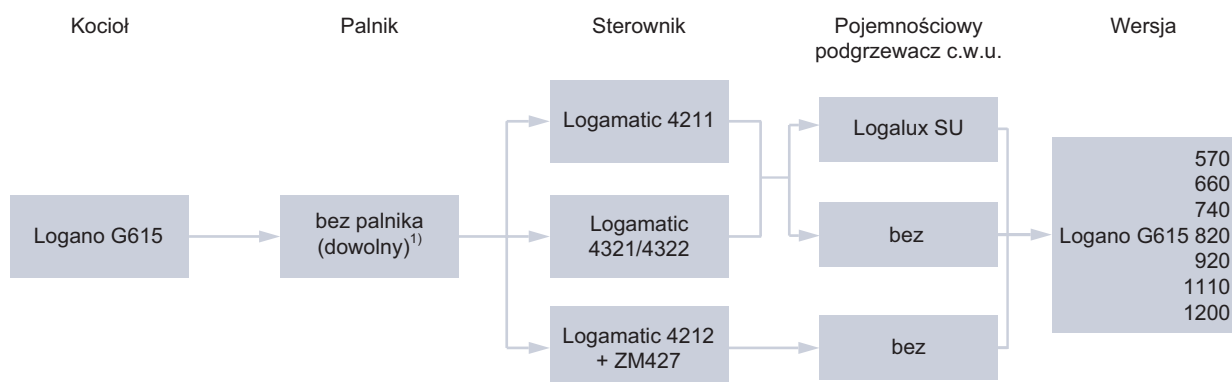 Kocioł
Palnik
Sterownik
Pojemnościowy
podgrzewacz c.w.u.
Wersja
Logano G615
bez palnika
(dowolny)1)
Logamatic 4211
Logamatic
4321/4322
Logamatic 4212
+ ZM427
Logalux SU
bez
bez
570
660
740
Logano G615 820
920
1110
1200